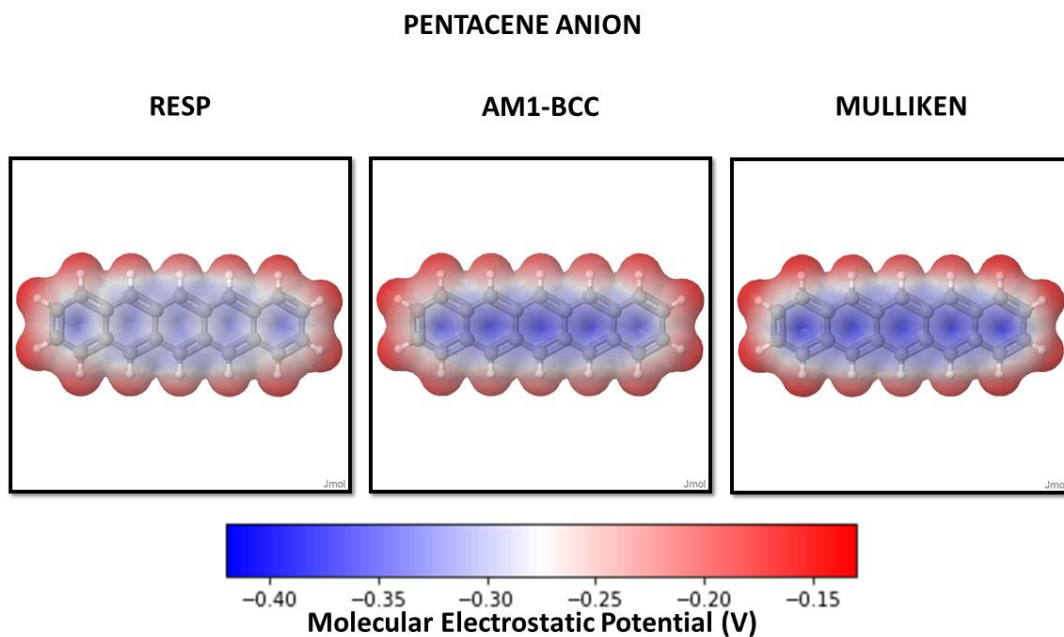 PENTACENE ANION
RESP AM1-BCC MULLIKEN
Jmol Jmol Jmol
−0.40 −0.35 −0.30 −0.25 −0.20 −0.15
Molecular Electrostatic Potential (V)